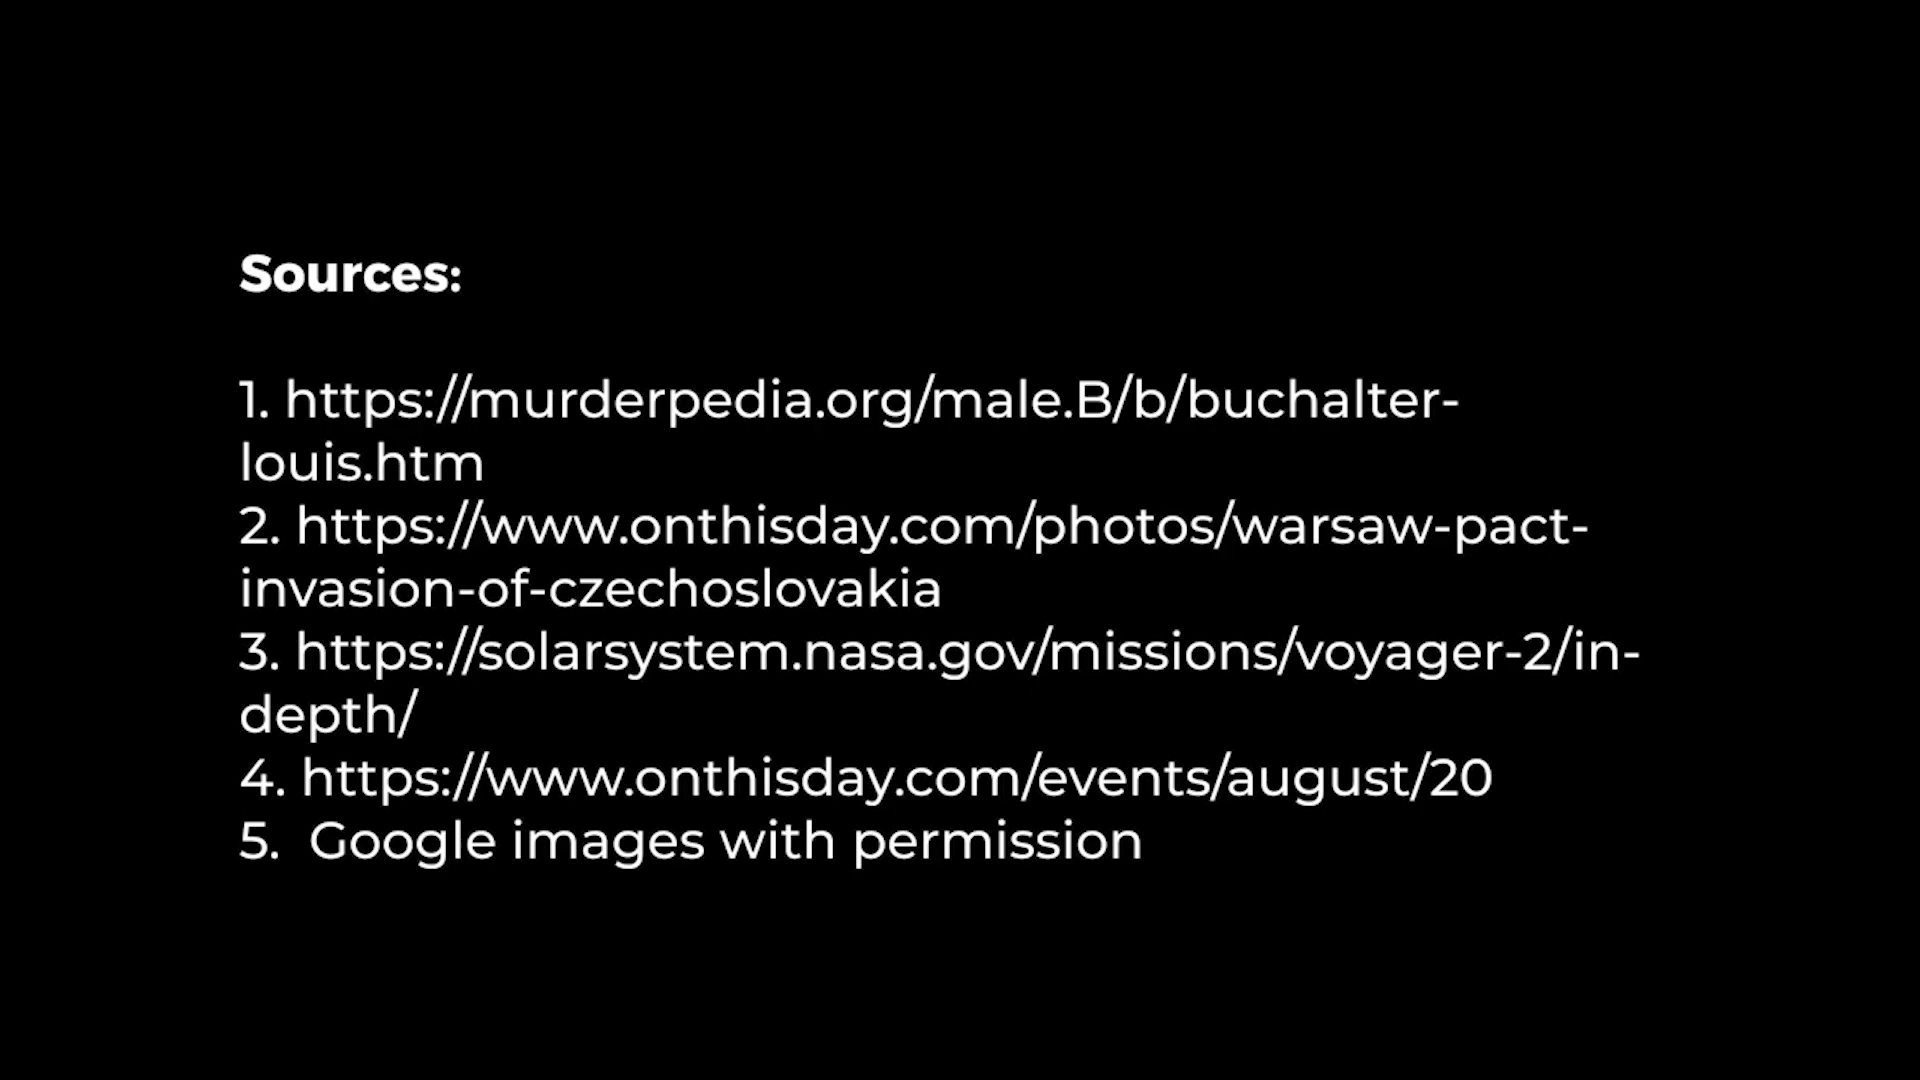 Sources:
1. https://murderpedia.org/male.B/b/buchalter-
louis.htm
2. https://www.onthisday.com/photos/warsaw-pact-
invasion-of-czechoslovakia
3. https://solarsystem.nasa.gov/missions/voyager-2/in-
depth/
4. https://www.onthisday.com/events/august/20
5.  Google images with permission